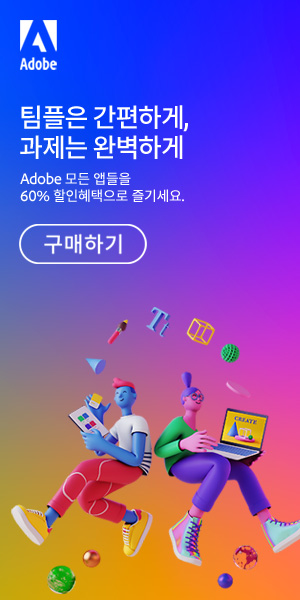 Adobe
팀플은 간편하게,
과제는 완벽하게
Adobe 모든 앱들을
60% 할인혜택으로 즐기세요.
구매하기
Ti
CREATE